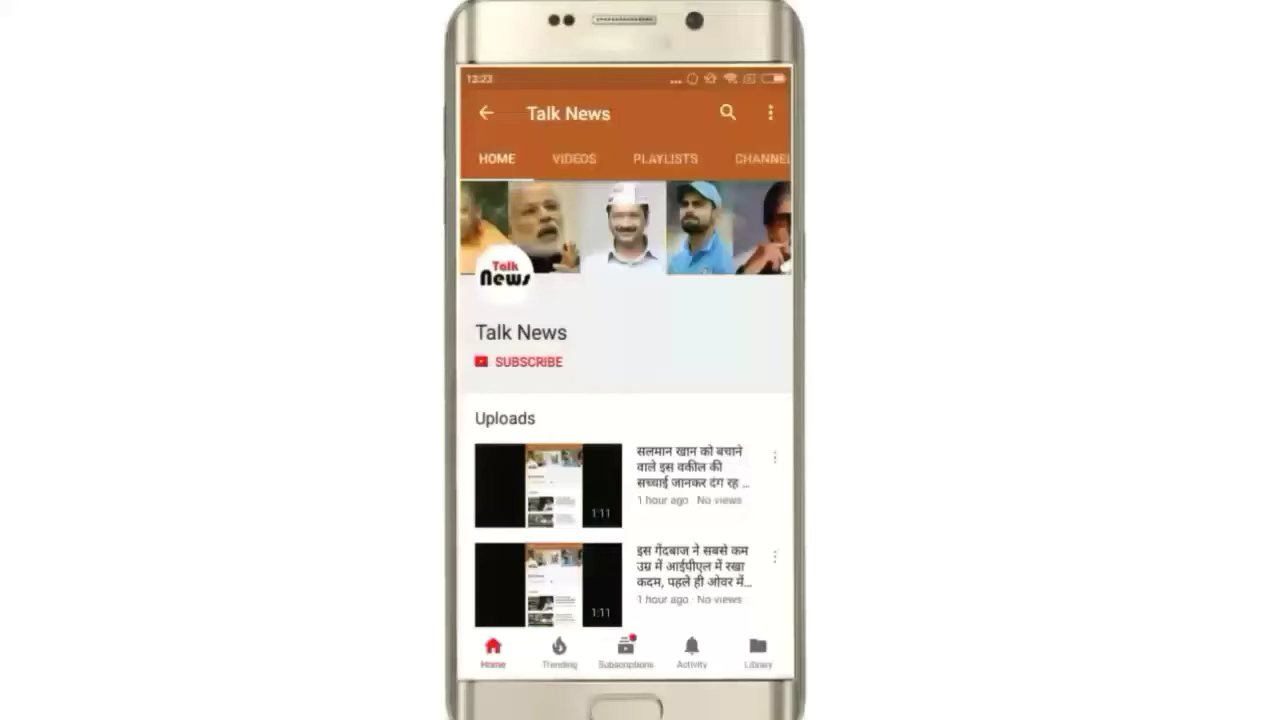 13:23
Talk News
HOME VIDEOS PLAYLISTS CHANNEL
Talk
News
Talk News
SUBSCRIBE
Uploads
सलमान खान को बचाने
वाले इस वकील की
सच्चाई जानकर दंग रह ...
1 hour ago · No views
1:11
इस गेंदबाज ने सबसे कम
उम्र में आईपीएल में रखा
कदम, पहले ही ओवर में...
1 hour ago · No views
1:11
Home Trending Subscriptions Activity Library